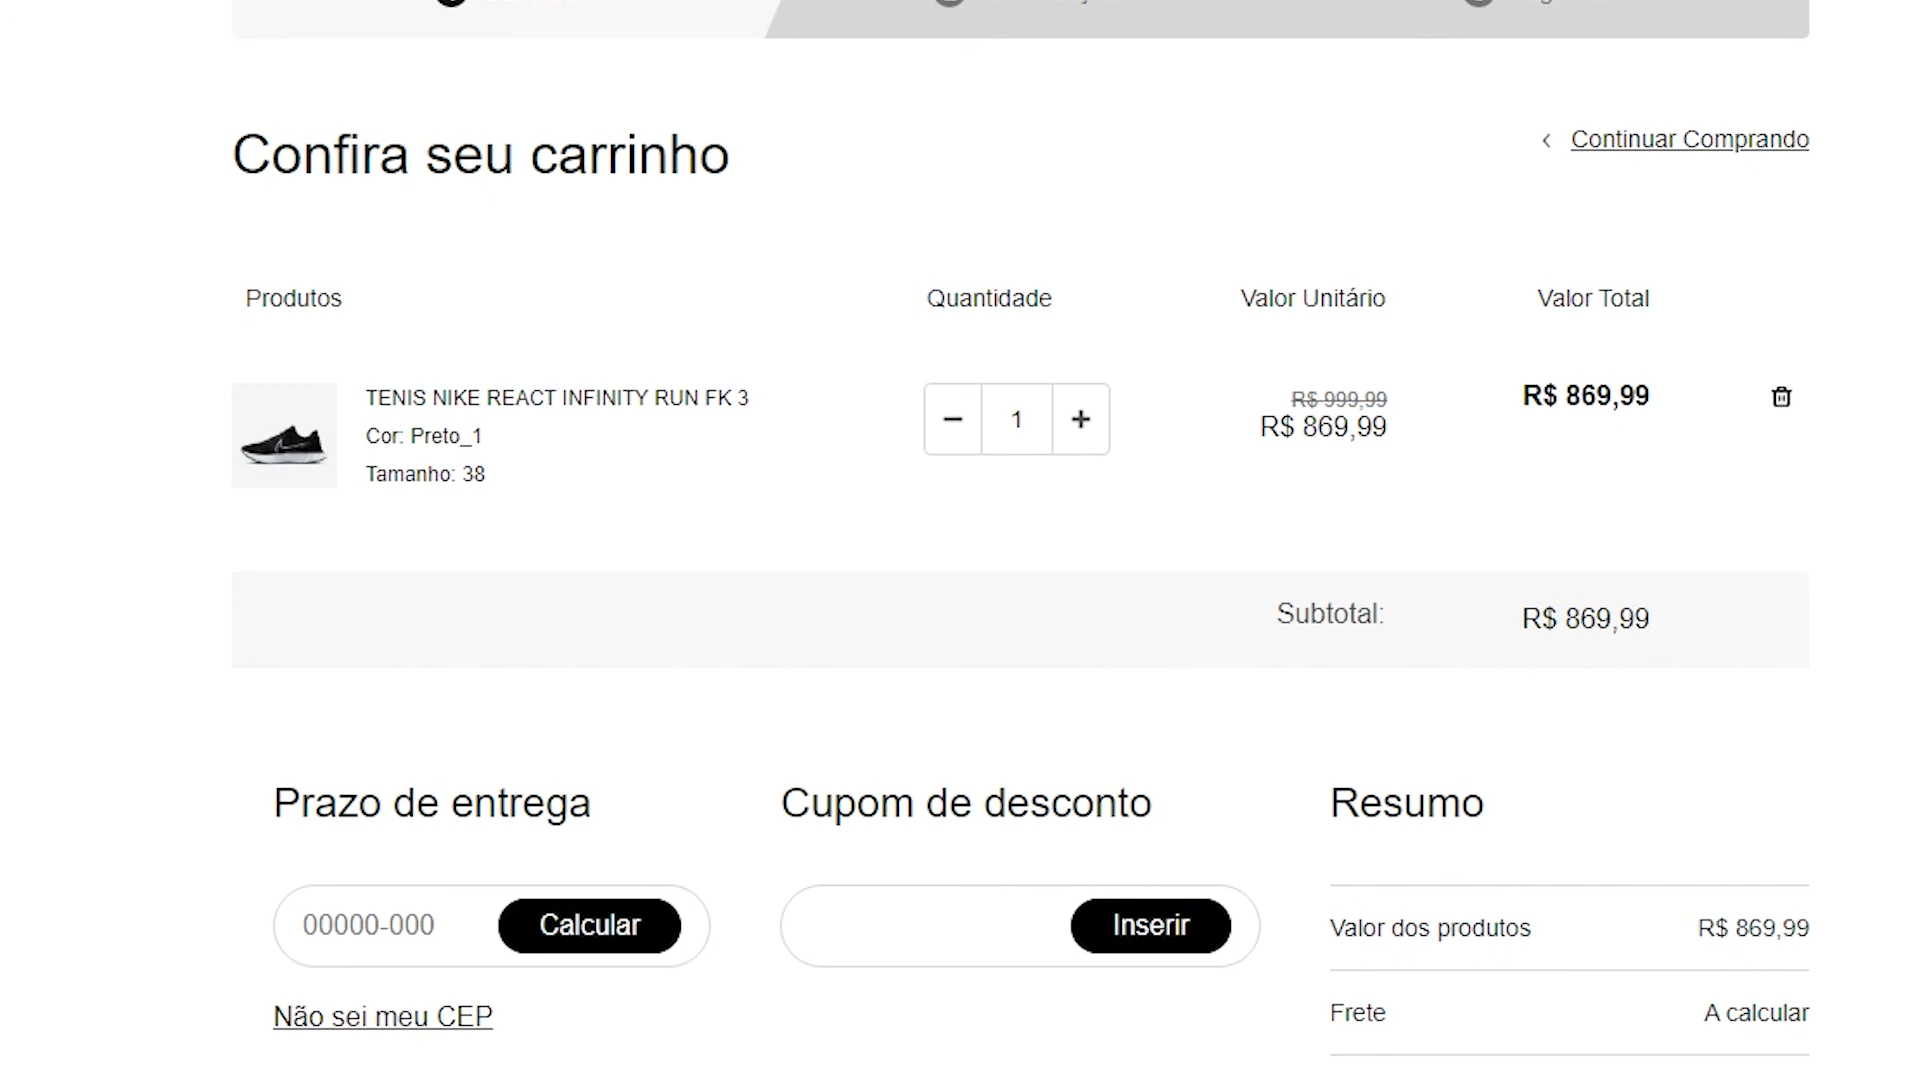 Confira seu carrinho
Continuar Comprando
Produtos Quantidade Valor Unitário Valor Total
TENIS NIKE REACT INFINITY RUN FK 3
Cor: Preto_1
Tamanho: 38
1
R$ 999,99
R$ 869,99
R$ 869,99
Subtotal: R$ 869,99
Prazo de entrega
00000-000 Calcular
Não sei meu CEP
Cupom de desconto
Inserir
Resumo
Valor dos produtos R$ 869,99
Frete A calcular